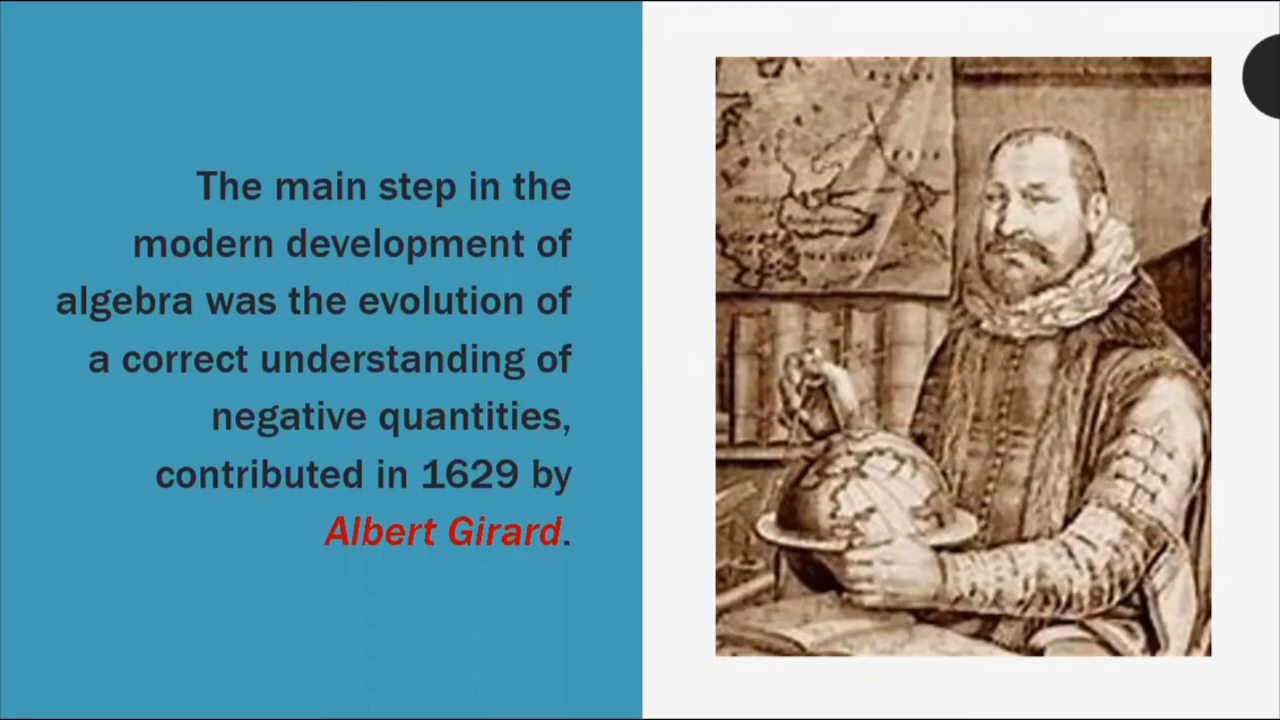 The main step in the
modern development of
algebra was the evolution of
a correct understanding of
negative quantities,
contributed in 1629 by
Albert Girard.